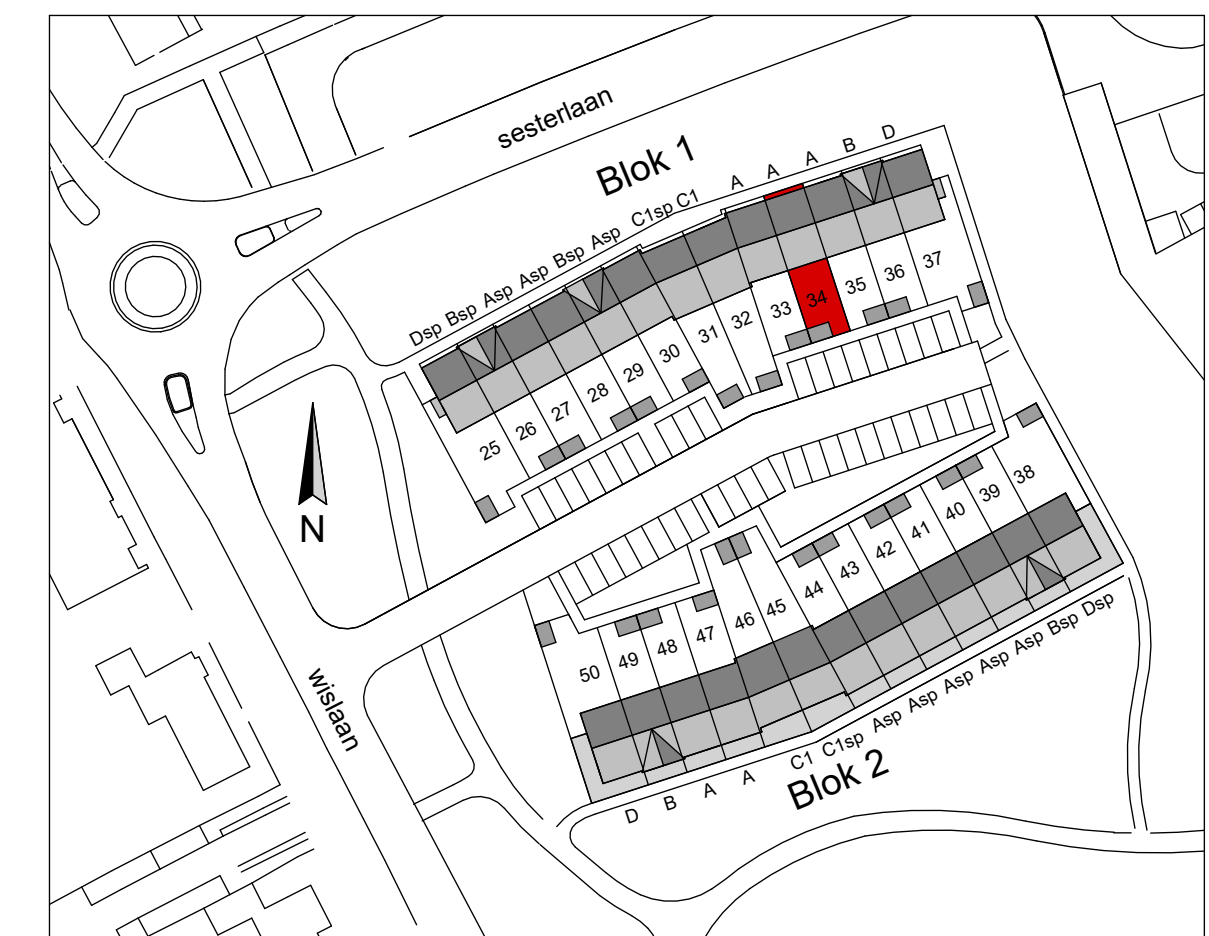 sesterlaan
Blok 1
Dsp Bsp Asp Asp Bsp Asp C1sp C1 A A A B D
25 26 27 28 29 30 31 32 33 34 35 36 37
N
wislaan
50 49 48 47 46 45 44 43 42 41 40 39 38
D B A A C1 C1sp Asp Asp Asp Asp Asp Bsp Dsp
Blok 2